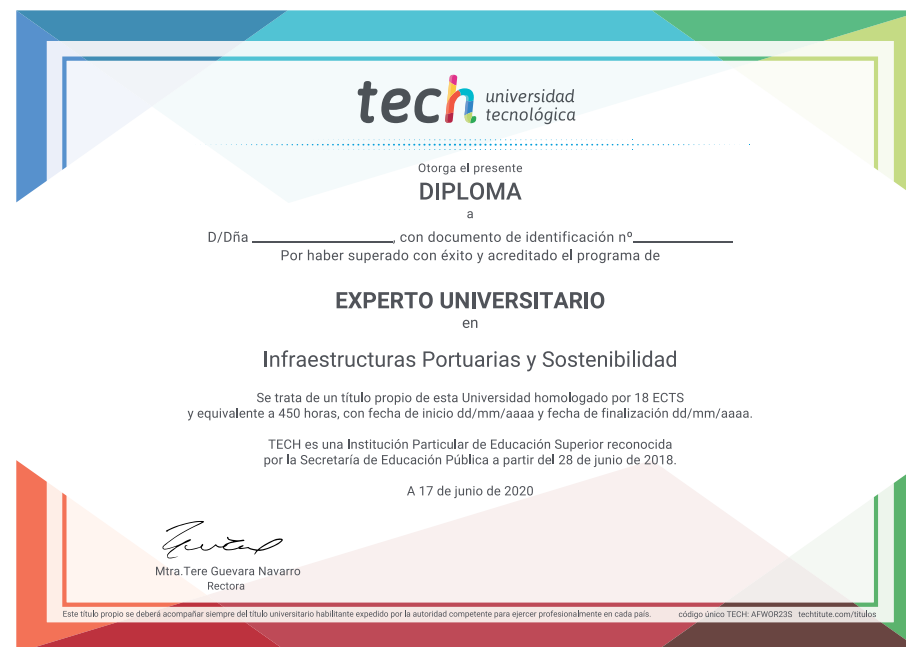 tech universidad
tecnológica
Otorga el presente
DIPLOMA
a
D/Dña ____________________, con documento de identificación nº______________
Por haber superado con éxito y acreditado el programa de
EXPERTO UNIVERSITARIO
en
Infraestructuras Portuarias y Sostenibilidad
Se trata de un título propio de esta Universidad homologado por 18 ECTS
y equivalente a 450 horas, con fecha de inicio dd/mm/aaaa y fecha de finalización dd/mm/aaaa.
TECH es una Institución Particular de Educación Superior reconocida
por la Secretaría de Educación Pública a partir del 28 de junio de 2018.
A 17 de junio de 2020
Mtra.Tere Guevara Navarro
Rectora
Este título propio se deberá acompañar siempre del título universitario habilitante expedido por la autoridad competente para ejercer profesionalmente en cada país. código único TECH: AFWOR23S techtitute.com/titulos